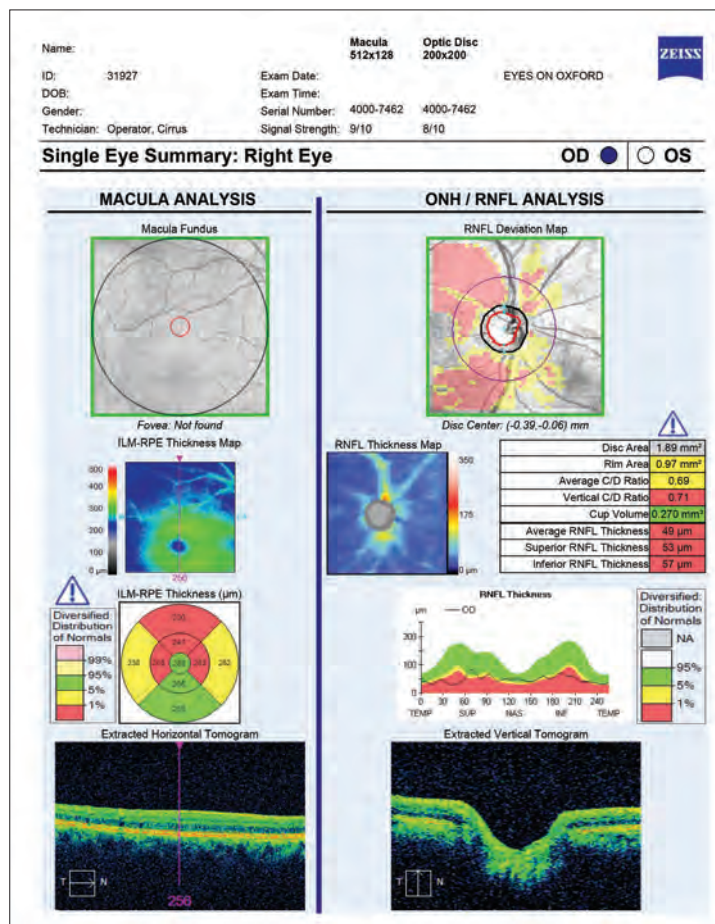 Name:
Macula 512x128
Optic Disc 200x200
ZEISS
ID: 31927
Exam Date:
EYES ON OXFORD
DOB:
Exam Time:
Gender:
Serial Number: 4000-7462 4000-7462
Technician: Operator, Cirrus
Signal Strength: 9/10 8/10
Single Eye Summary: Right Eye
OD OS
MACULA ANALYSIS
ONH / RNFL ANALYSIS
Macula Fundus
RNFL Deviation Map
Fovea: Not found
Disc Center: (-0.39,-0.06) mm
ILM-RPE Thickness Map
500
400
300
200
100
0 µm
256
RNFL Thickness Map
350
175
0 µm
Disc Area 1.89 mm²
Rim Area 0.97 mm²
Average C/D Ratio 0.69
Vertical C/D Ratio 0.71
Cup Volume 0.270 mm³
Average RNFL Thickness 49 µm
Superior RNFL Thickness 53 µm
Inferior RNFL Thickness 57 µm
ILM-RPE Thickness (µm)
Diversified: Distribution of Normals
99%
95%
5%
1%
RNFL Thickness
µm
OD
200
100
0
0 30 60 90 120 150 180 210 240
TEMP SUP NAS INF TEMP
Diversified: Distribution of Normals
NA
95%
5%
1%
Extracted Horizontal Tomogram
T N
256
Extracted Vertical Tomogram
T N